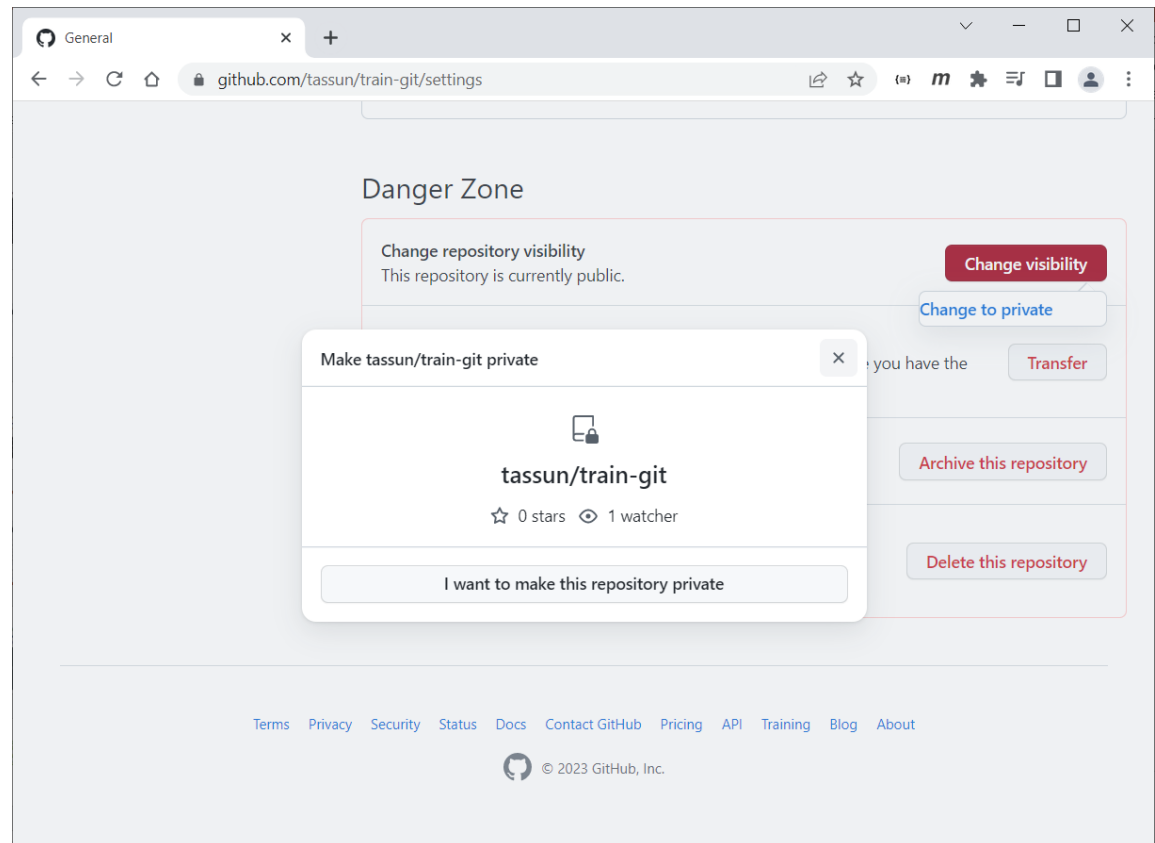 General
github.com/tassun/train-git/settings
Danger Zone
Change repository visibility
This repository is currently public.
Change visibility
Change to private
you have the
Transfer
Make tassun/train-git private
tassun/train-git
0 stars 1 watcher
I want to make this repository private
Archive this repository
Delete this repository
Terms Privacy Security Status Docs Contact GitHub Pricing API Training Blog About
© 2023 GitHub, Inc.